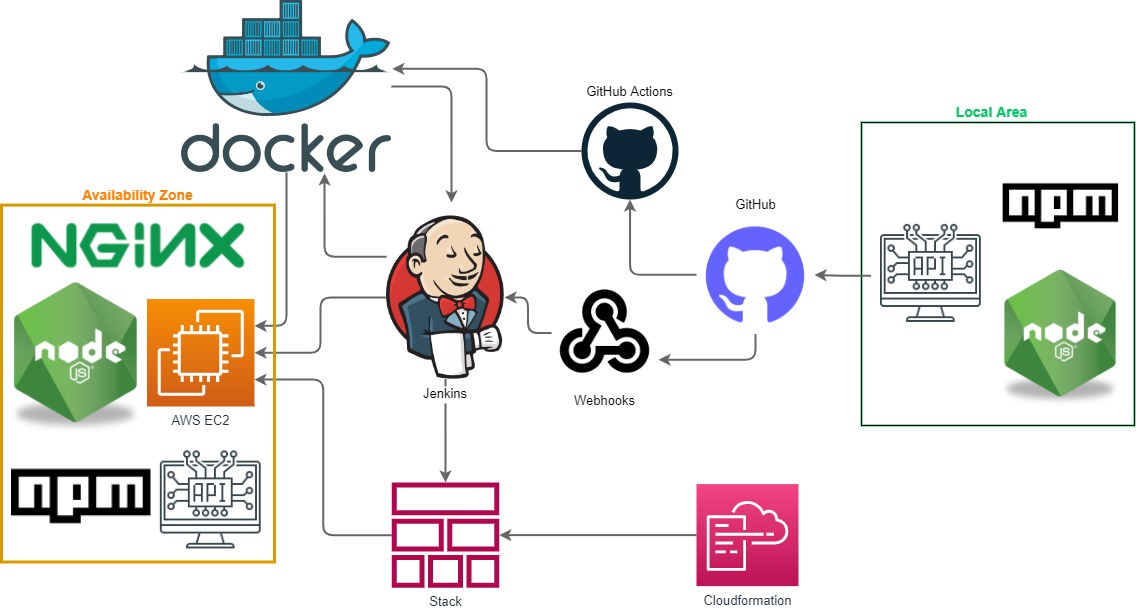 docker
GitHub Actions
Local Area
Availability Zone
GitHub
npm
NGINX
API
node
JS
node
JS
Jenkins
Webhooks
AWS EC2
npm
API
Stack
Cloudformation